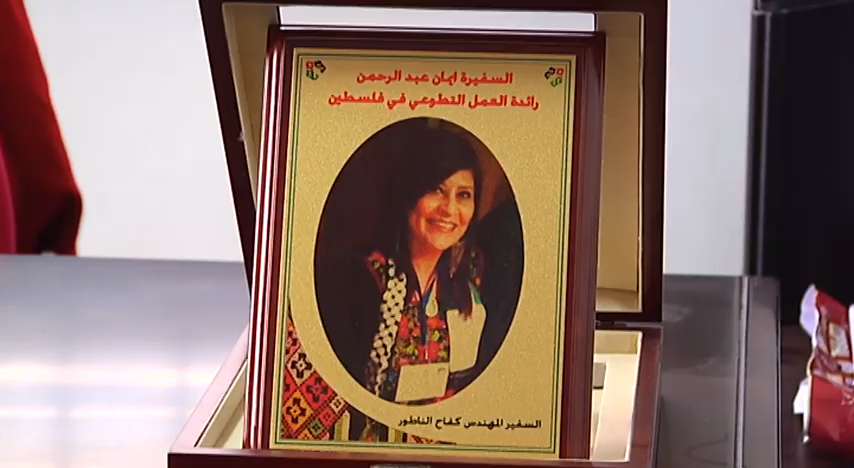 السفيرة ايمان عبد الرحمن
رائدة العمل التطوعي في فلسطين
السفير المهندس كفاح الناطور